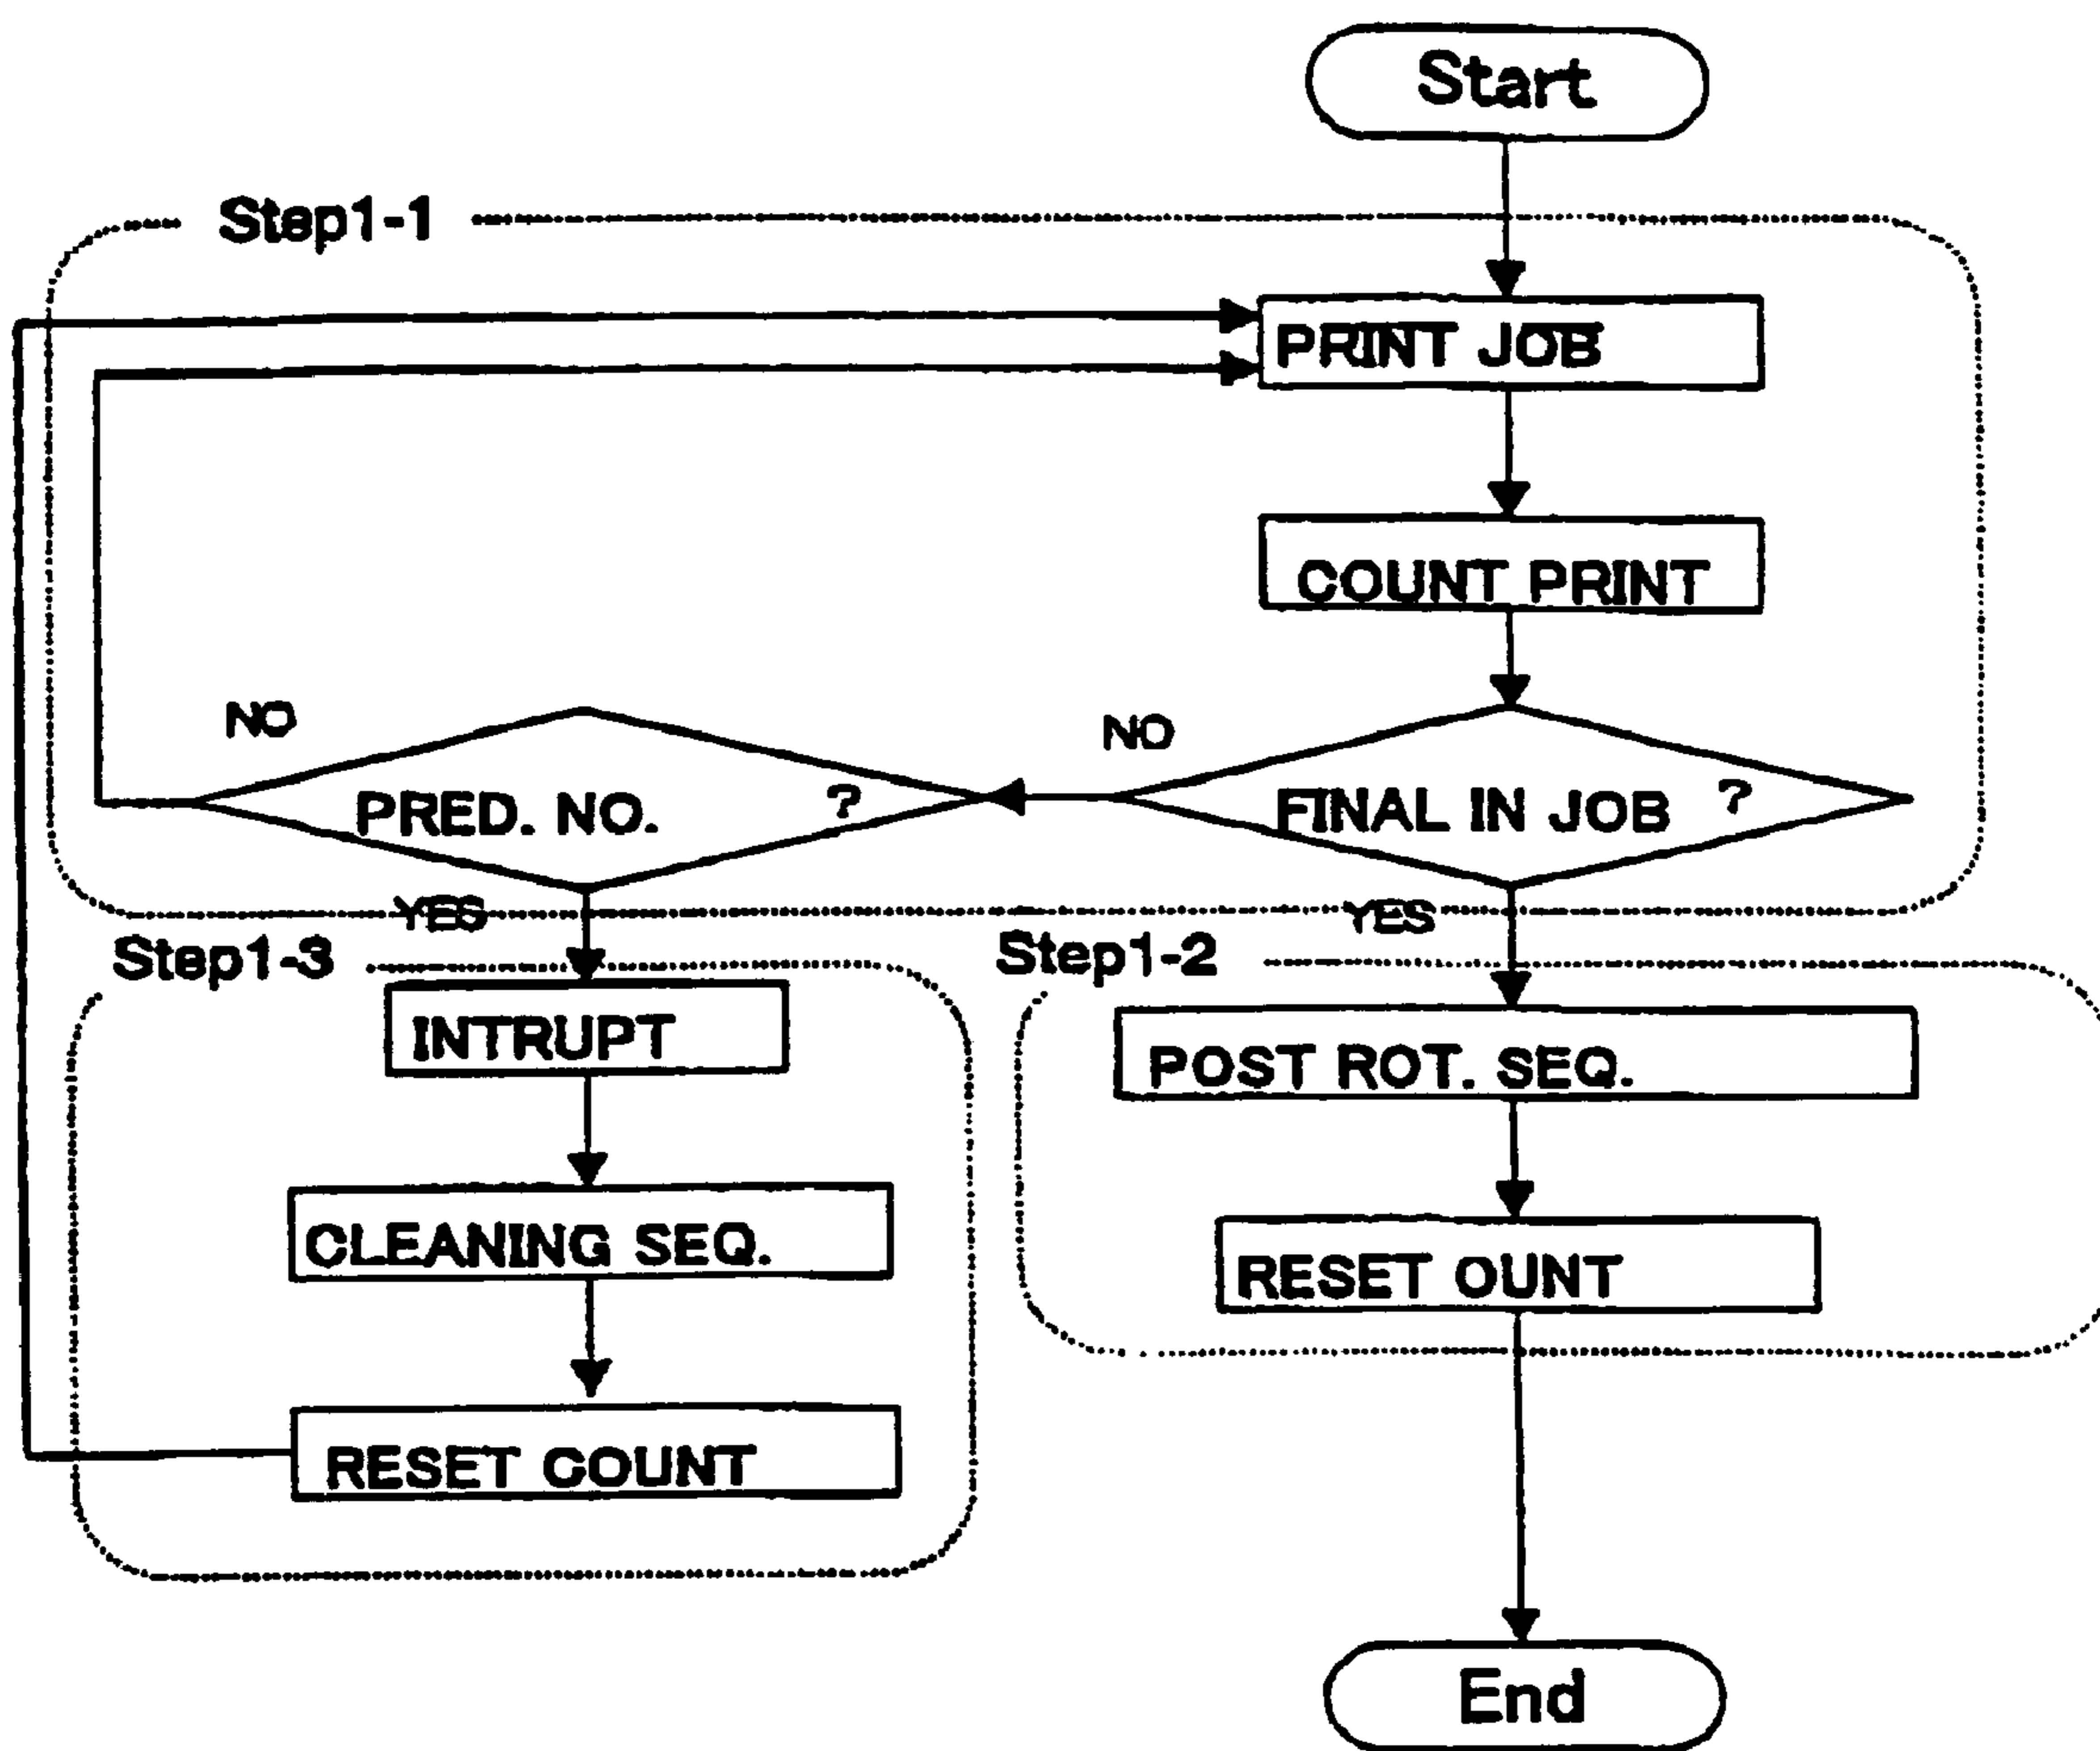 Start
Step1-1
PRINT JOB
COUNT PRINT
NO
NO
PRED. NO. ?
FINAL IN JOB ?
YES
YES
Step1-3
Step1-2
INTRUPT
POST ROT. SEQ.
CLEANING SEQ.
RESET OUNT
RESET COUNT
End